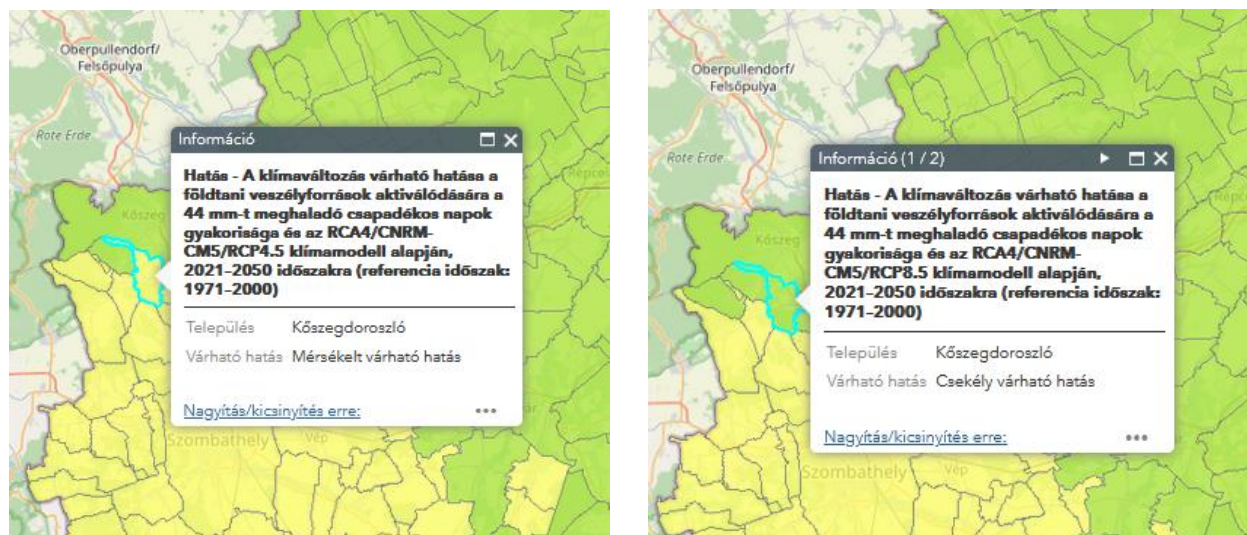 Oberpullendorf/
Felsőpulya
Rote Erde
Kőszeg
Információ
Hatás - A klímaváltozás várható hatása a
földtani veszélyforrások aktiválódására a
44 mm-t meghaladó csapadékos napok
gyakorisága és az RCA4/CNRM-
CM5/RCP4.5 klímamodell alapján,
2021-2050 időszakra (referencia időszak:
1971-2000)
Település Kőszegdoroszló
Várható hatás Mérsékelt várható hatás
Nagyítás/kicsinyítés erre:
Szombathely
Vép
Oberpullendorf/
Felsőpulya
Rote Erde
Kőszeg
Információ (1 / 2)
Hatás - A klímaváltozás várható hatása a
földtani veszélyforrások aktiválódására a
44 mm-t meghaladó csapadékos napok
gyakorisága és az RCA4/CNRM-
CM5/RCP8.5 klímamodell alapján,
2021-2050 időszakra (referencia időszak:
1971-2000)
Település Kőszegdoroszló
Várható hatás Csekély várható hatás
Nagyítás/kicsinyítés erre:
Szombathely
Vép